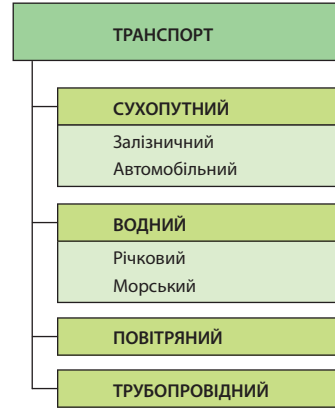 ТРАНСПОРТ
СУХОПУТНИЙ
Залізничний
Автомобільний
ВОДНИЙ
Річковий
Морський
ПОВІТРЯНИЙ
ТРУБОПРОВІДНИЙ